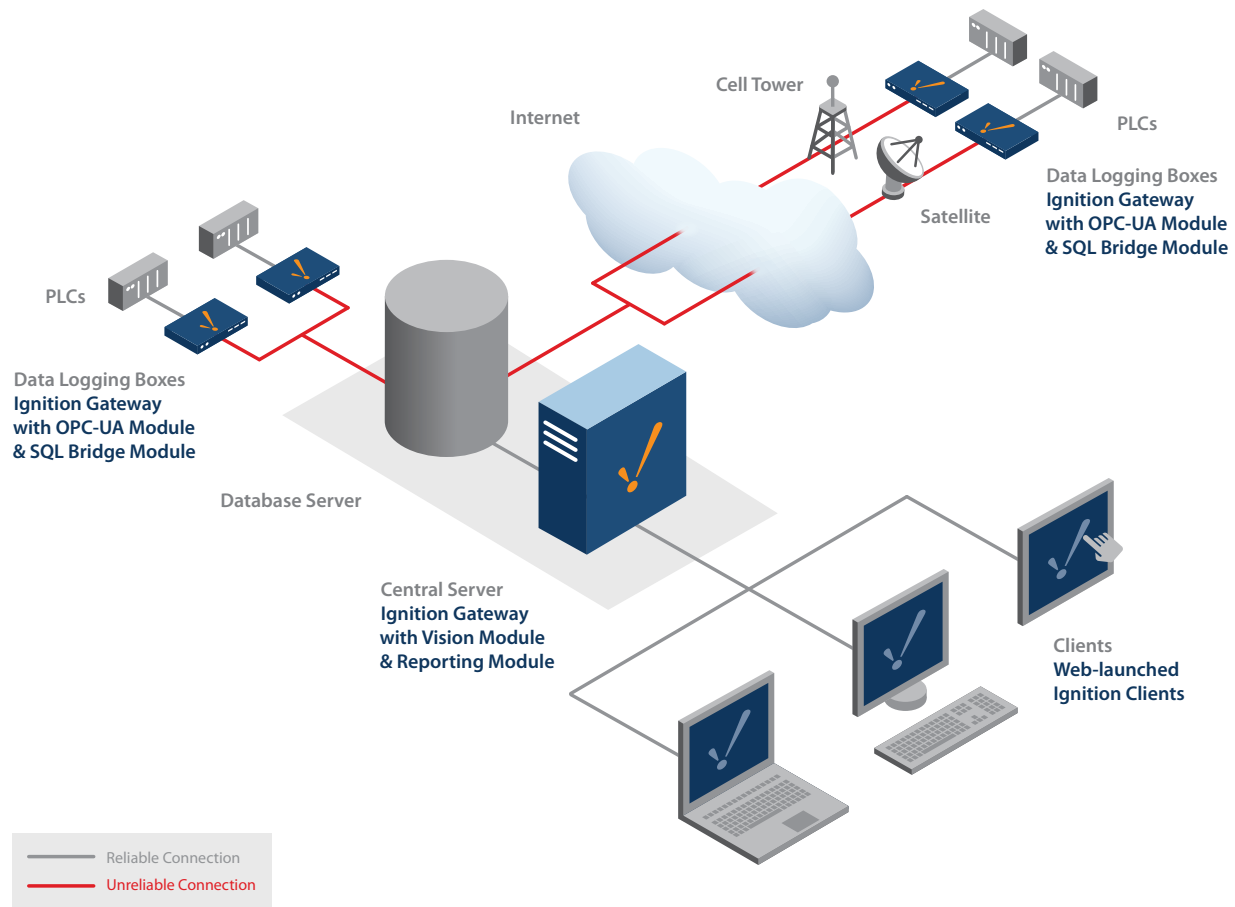 Cell Tower
Internet
PLCs
Data Logging Boxes
Ignition Gateway
with OPC-UA Module
& SQL Bridge Module
Satellite
PLCs
Data Logging Boxes
Ignition Gateway
with OPC-UA Module
& SQL Bridge Module
Database Server
Central Server
Ignition Gateway
with Vision Module
& Reporting Module
Clients
Web-launched
Ignition Clients
Reliable Connection
Unreliable Connection